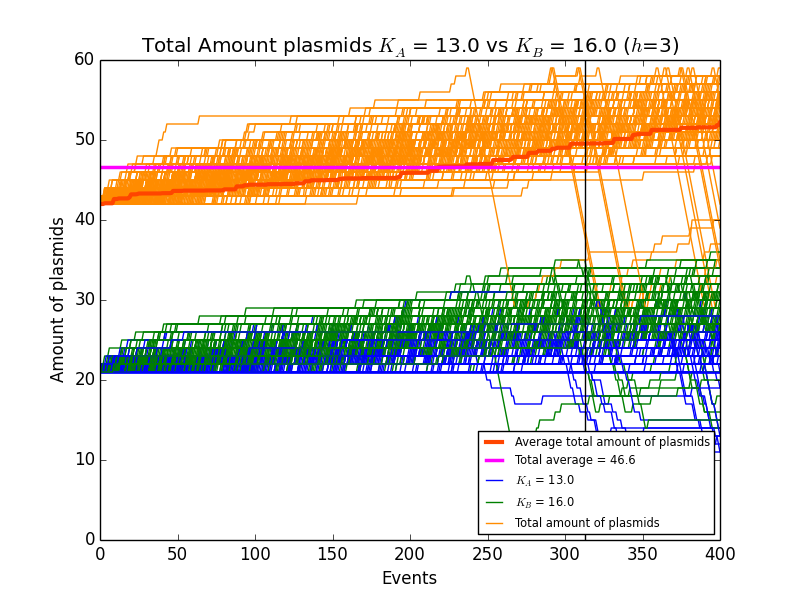 Total Amount plasmids K_A = 13.0 vs K_B = 16.0 (h=3)
60
50
40
30
20
10
0
Amount of plasmids
0 50 100 150 200 250 300 350 400
Events
Average total amount of plasmids
Total average = 46.6
K_A = 13.0
K_B = 16.0
Total amount of plasmids